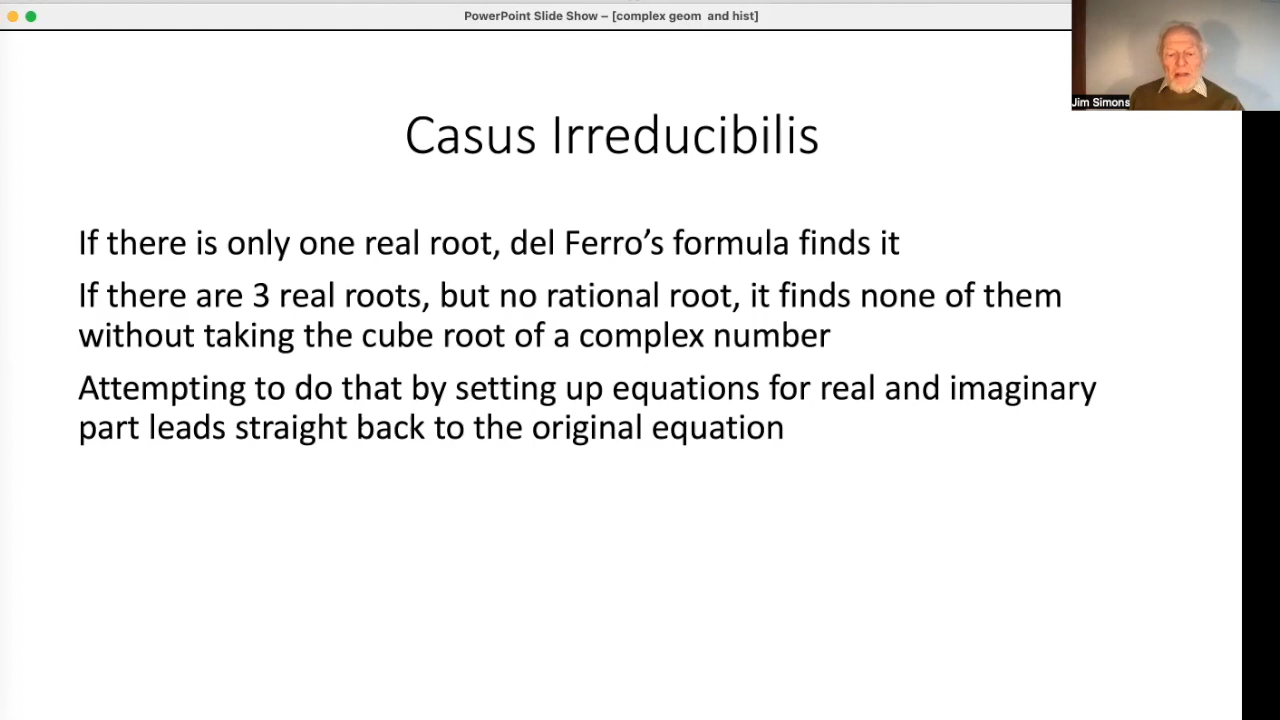 PowerPoint Slide Show – [complex geom  and hist]
Jim Simons
Casus Irreducibilis
If there is only one real root, del Ferro’s formula finds it
If there are 3 real roots, but no rational root, it finds none of them
without taking the cube root of a complex number
Attempting to do that by setting up equations for real and imaginary
part leads straight back to the original equation